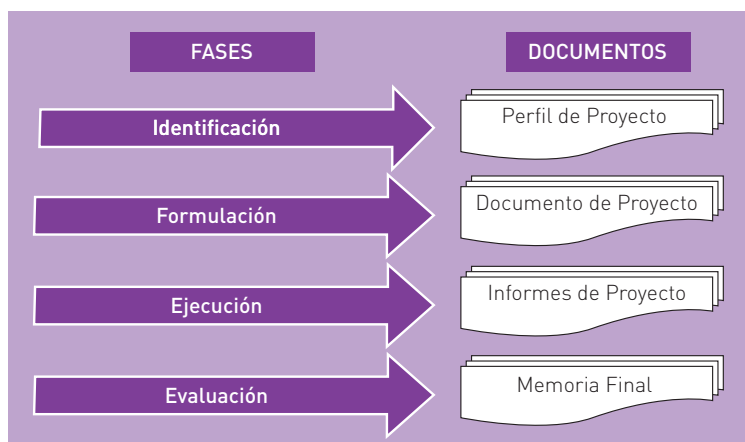 FASES
DOCUMENTOS
Identificación
Perfil de Proyecto
Formulación
Documento de Proyecto
Ejecución
Informes de Proyecto
Evaluación
Memoria Final